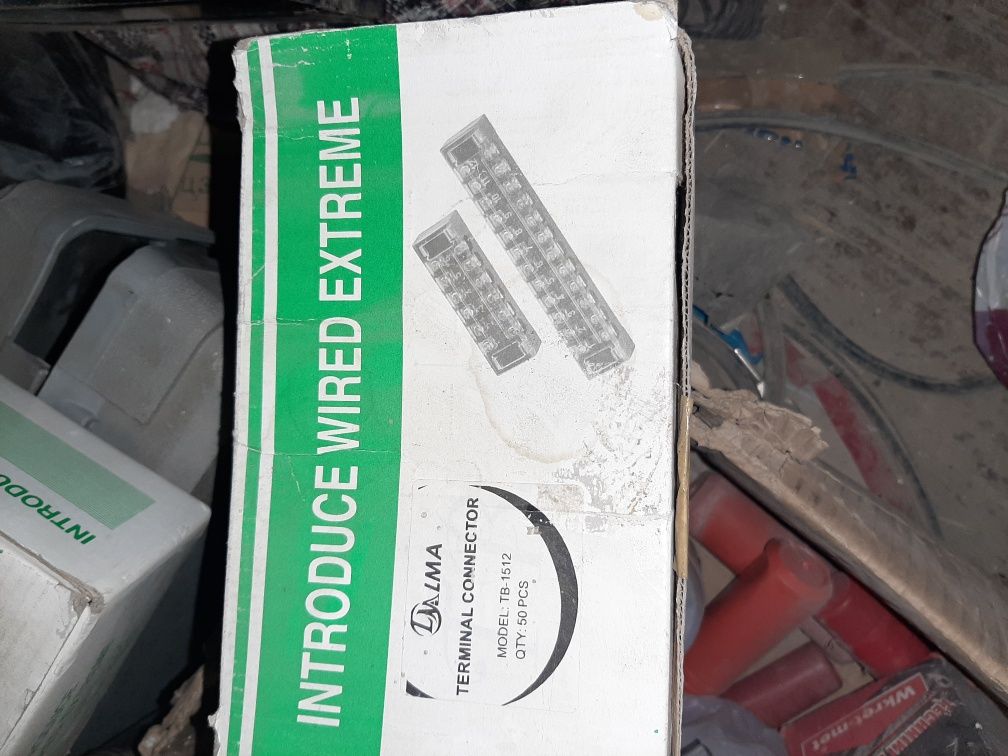 INTRODUCE WIRED EXTREME
DALMA
TERMINAL CONNECTOR
MODEL: TB-1512
QTY: 50 PCS
INTRODU
Wkret-met